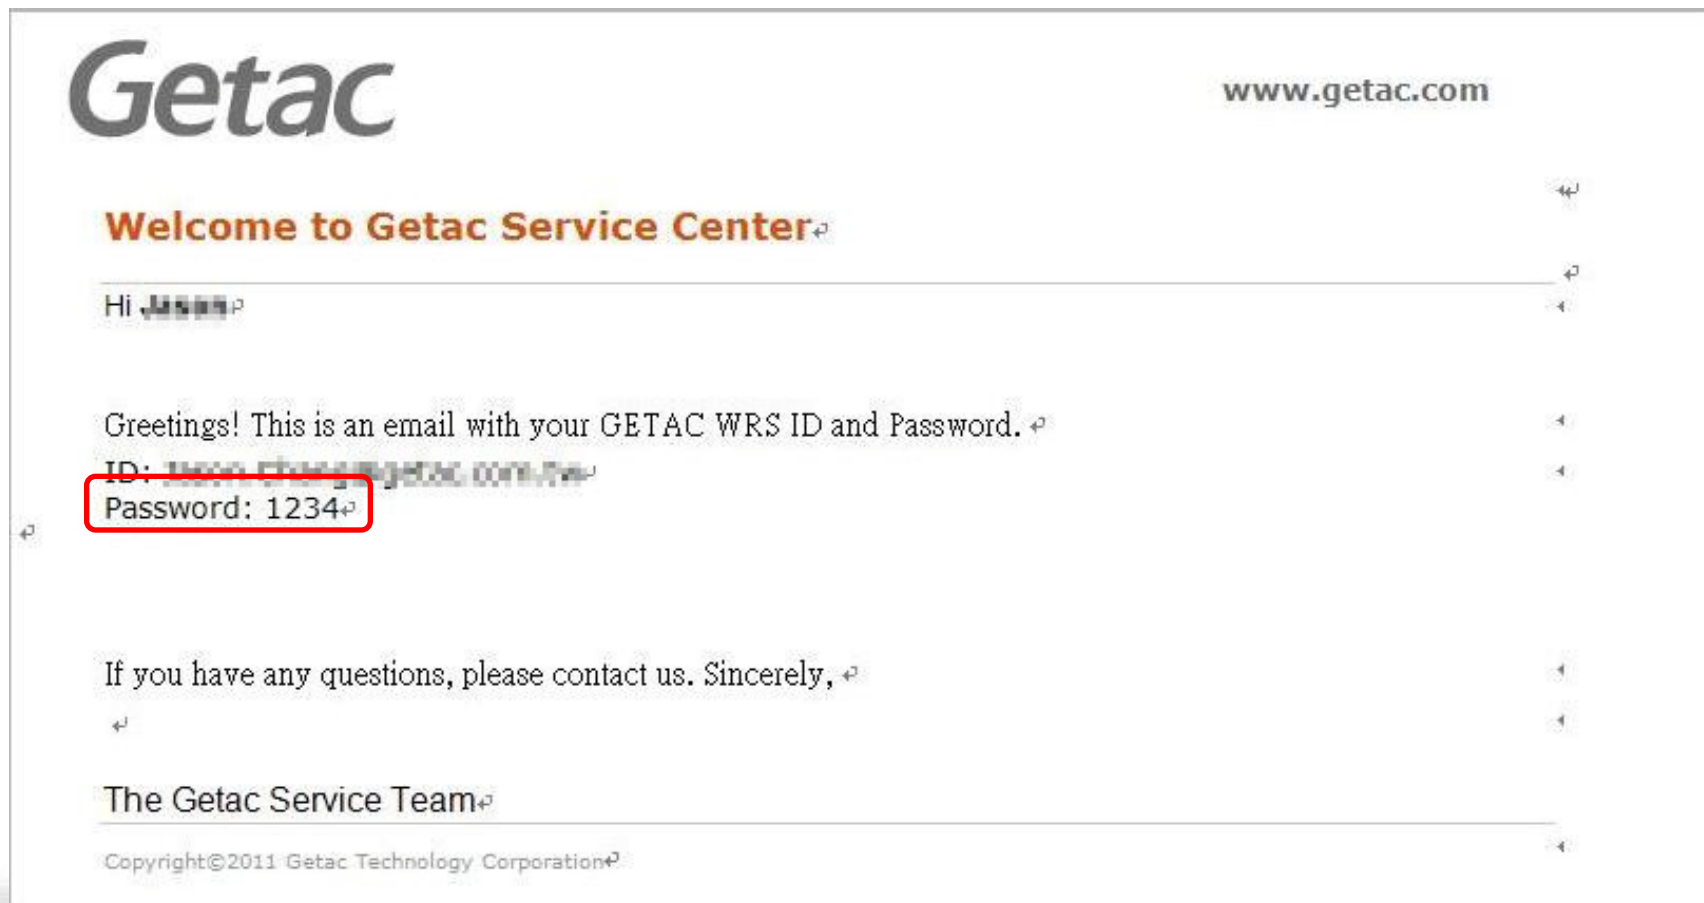 Getac
www.getac.com
Welcome to Getac Service Center
Hi
Greetings! This is an email with your GETAC WRS ID and Password.
ID:
Password: 1234
If you have any questions, please contact us. Sincerely,
The Getac Service Team
Copyright©2011 Getac Technology Corporation